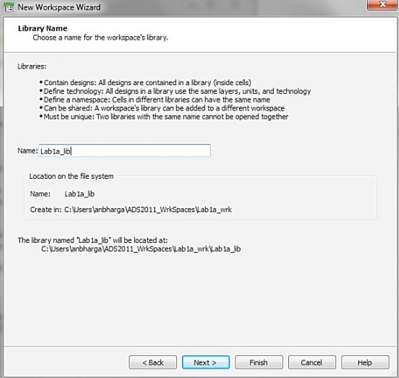 New Workspace Wizard
Library Name
Choose a name for the workspace's library.
Libraries:
• Contain designs: All designs are contained in a library (inside cells)
• Define technology: All designs in a library use the same layers, units, and technology
• Define a namespace: Cells in different libraries can have the same name
• Can be shared: A workspace's library can be added to a different workspace
• Must be unique: Two libraries with the same name cannot be opened together
Name: Lab1a_lib
Location on the file system
Name: Lab1a_lib
Create in: C:\Users\anbharga\ADS2011_WrkSpaces\Lab1a_wrk
The library named "Lab1a_lib" will be located at:
C:\Users\anbharga\ADS2011_WrkSpaces\Lab1a_wrk\Lab1a_lib
< Back Next > Finish Cancel Help